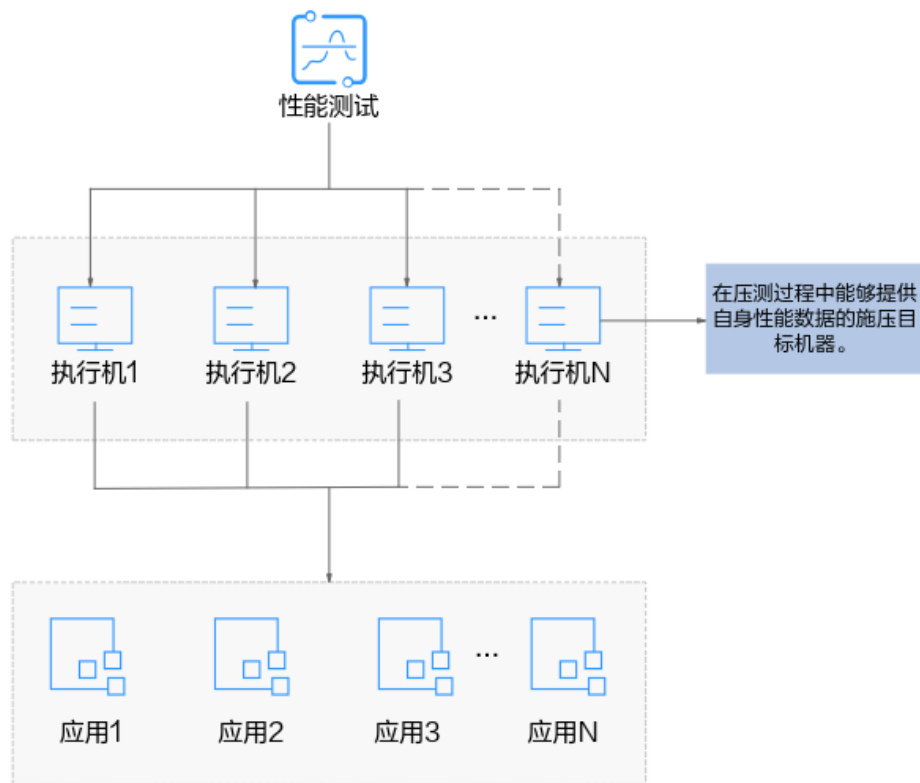 性能测试
执行机1
执行机2
执行机3
...
执行机N
在压测过程中能够提供
自身性能数据的施压目
标机器。
应用1
应用2
应用3
...
应用N